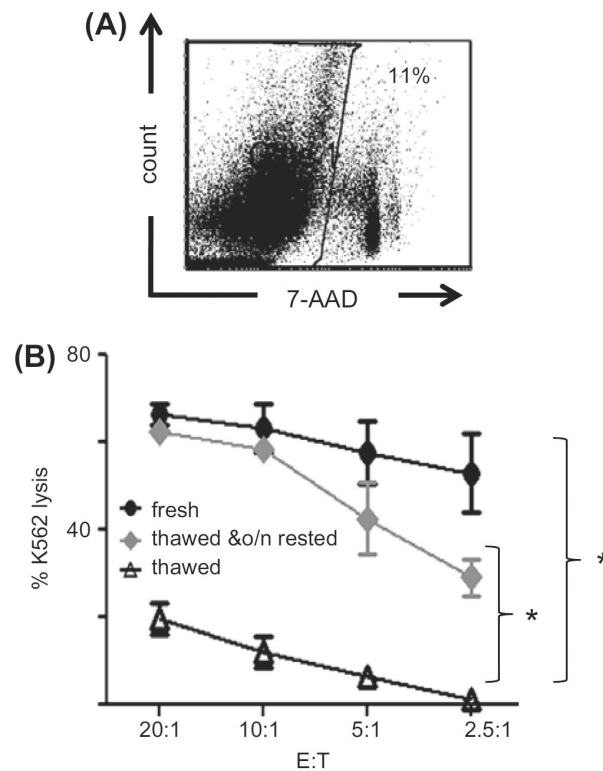 (A)
11%
count
7-AAD
(B)
80
40
% K562 lysis
fresh
thawed &o/n rested
thawed
*
*
20:1
10:1
5:1
2.5:1
E:T